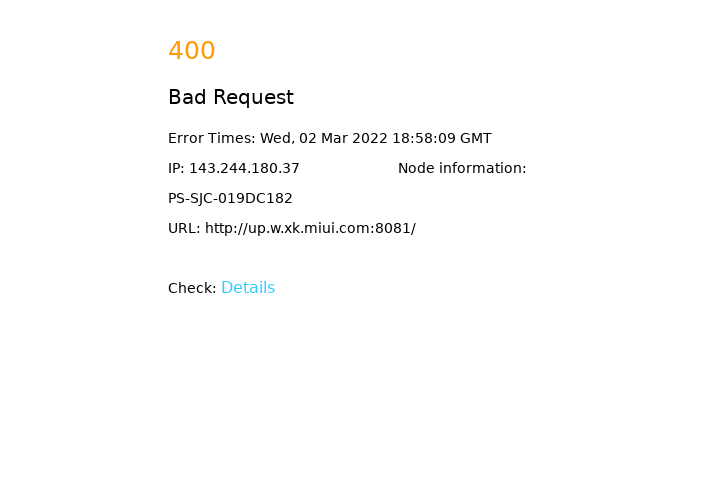 400
Bad Request
Error Times: Wed, 02 Mar 2022 18:58:09 GMT
IP: 143.244.180.37 Node information:
PS-SJC-019DC182
URL: http://up.w.xk.miui.com:8081/
Check: Details